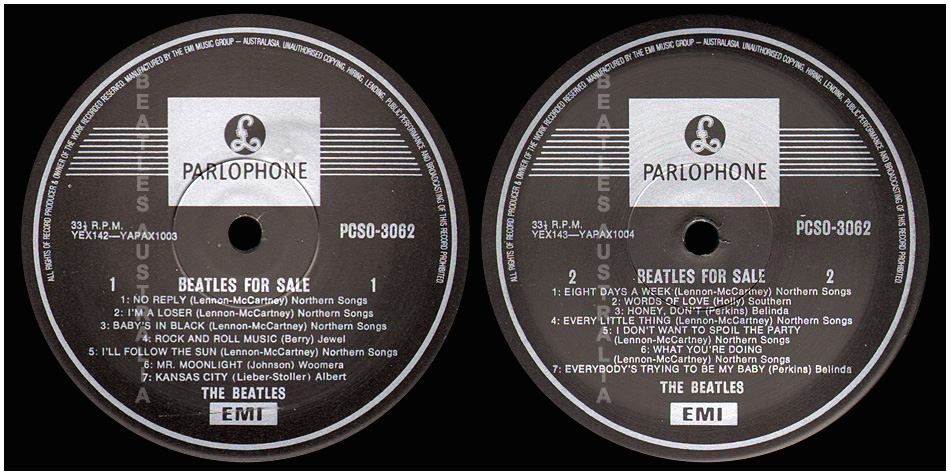 ALL RIGHTS OF RECORD PRODUCER & OWNER OF THE WORK RECORDED RESERVED. MANUFACTURED BY THE EMI MUSIC GROUP — AUSTRALASIA. UNAUTHORISED COPYING, HIRING, LENDING, PUBLIC PERFORMANCE AND BROADCASTING OF THIS RECORD PROHIBITED
BEATLES AUSTRALIA
£
PARLOPHONE
33⅓ R.P.M.
YEX142—YAPAX1003
PCSO-3062
1 BEATLES FOR SALE 1
1: NO REPLY (Lennon-McCartney) Northern Songs
2: I'M A LOSER (Lennon-McCartney) Northern Songs
3: BABY'S IN BLACK (Lennon-McCartney) Northern Songs
4: ROCK AND ROLL MUSIC (Berry) Jewel
5: I'LL FOLLOW THE SUN (Lennon-McCartney) Northern Songs
6: MR. MOONLIGHT (Johnson) Woomera
7: KANSAS CITY (Lieber-Stoller) Albert
THE BEATLES
EMI
ALL RIGHTS OF RECORD PRODUCER & OWNER OF THE WORK RECORDED RESERVED. MANUFACTURED BY THE EMI MUSIC GROUP — AUSTRALASIA. UNAUTHORISED COPYING, HIRING, LENDING, PUBLIC PERFORMANCE AND BROADCASTING OF THIS RECORD PROHIBITED
BEATLES AUSTRALIA
£
PARLOPHONE
33⅓ R.P.M.
YEX143—YAPAX1004
PCSO-3062
2 BEATLES FOR SALE 2
1: EIGHT DAYS A WEEK (Lennon-McCartney) Northern Songs
2: WORDS OF LOVE (Holly) Southern
3: HONEY, DON'T (Perkins) Belinda
4: EVERY LITTLE THING (Lennon-McCartney) Northern Songs
5: I DON'T WANT TO SPOIL THE PARTY
(Lennon-McCartney) Northern Songs
6: WHAT YOU'RE DOING
(Lennon-McCartney) Northern Songs
7: EVERYBODY'S TRYING TO BE MY BABY (Perkins) Belinda
THE BEATLES
EMI